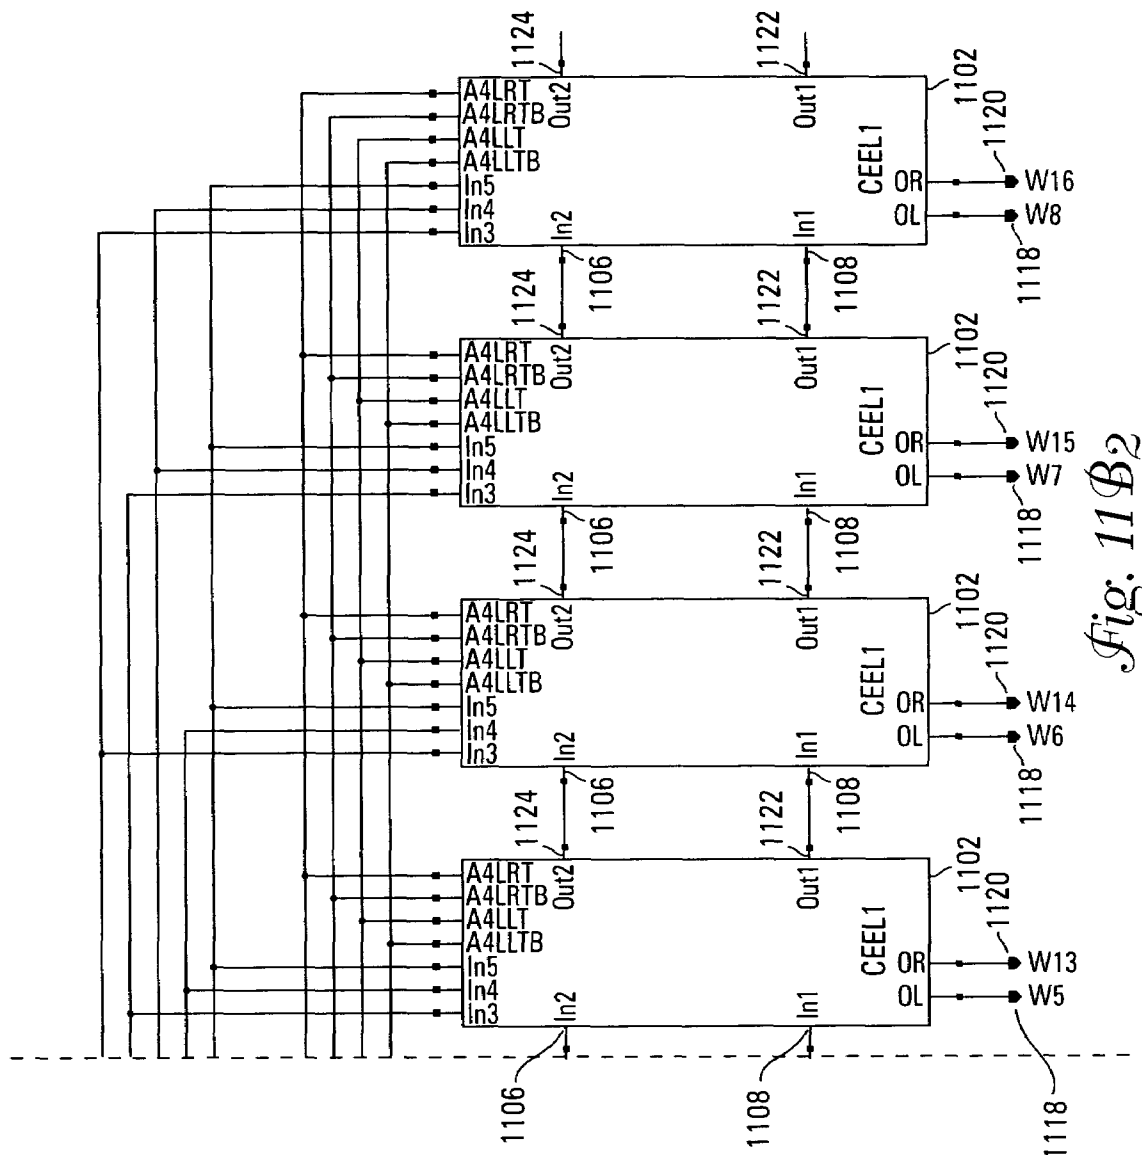 1124
1122
A4LRT
A4LRTB
A4LLT
A4LLTB
In5
In4
In3
Out2
Out1
In2
In1
CEEL1
OR
OL
1102
1120
W16
W8
1118
1106
1108
1124
1122
A4LRT
A4LRTB
A4LLT
A4LLTB
In5
In4
In3
Out2
Out1
In2
In1
CEEL1
OR
OL
1102
1120
W15
W7
1118
1106
1108
1124
1122
A4LRT
A4LRTB
A4LLT
A4LLTB
In5
In4
In3
Out2
Out1
In2
In1
CEEL1
OR
OL
1102
1120
W14
W6
1118
1106
1108
1124
1122
A4LRT
A4LRTB
A4LLT
A4LLTB
In5
In4
In3
Out2
Out1
In2
In1
CEEL1
OR
OL
1102
1120
W13
W5
1118
1106
1108
Fig. 11B2